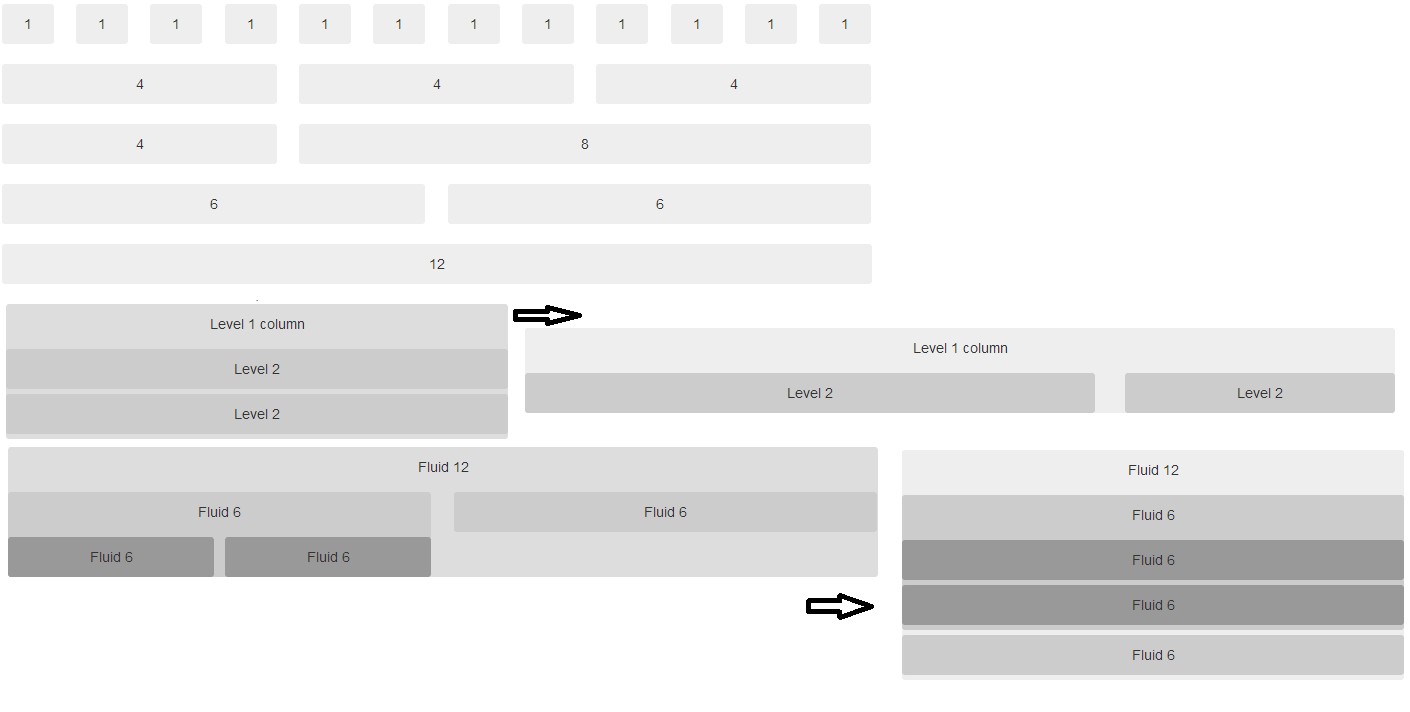 1 1 1 1 1 1 1 1 1 1 1 1
4 4 4
4 8
6 6
12
Level 1 column
Level 2
Level 2
Level 1 column
Level 2 Level 2
Fluid 12
Fluid 6 Fluid 6
Fluid 6 Fluid 6
Fluid 12
Fluid 6
Fluid 6
Fluid 6
Fluid 6